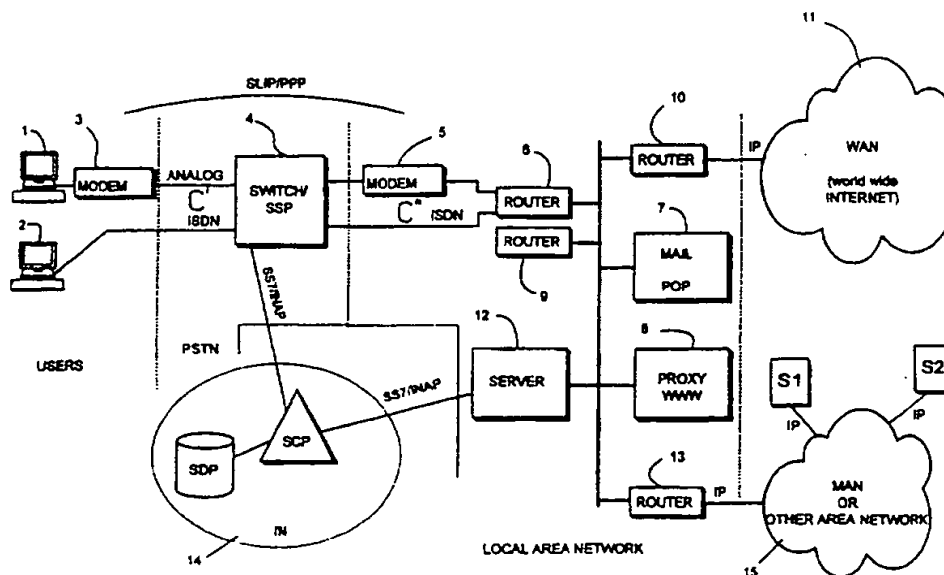 11
SLIP/PPP
1
3
4
5
6
10
ROUTER
IP
WAN
(world wide
INTERNET)
MODEM
ANALOG
C'
ISDN
SWITCH/
SSP
MODEM
C"
ISDN
ROUTER
2
7
MAIL
POP
ROUTER
9
SS7/INAP
12
8
USERS
PSTN
SERVER
PROXY
WWW
S1
S2
IP
IP
SS7/INAP
SCP
SDP
13
ROUTER
IP
MAN
OR
OTHER AREA NETWORK
IN
14
LOCAL AREA NETWORK
15